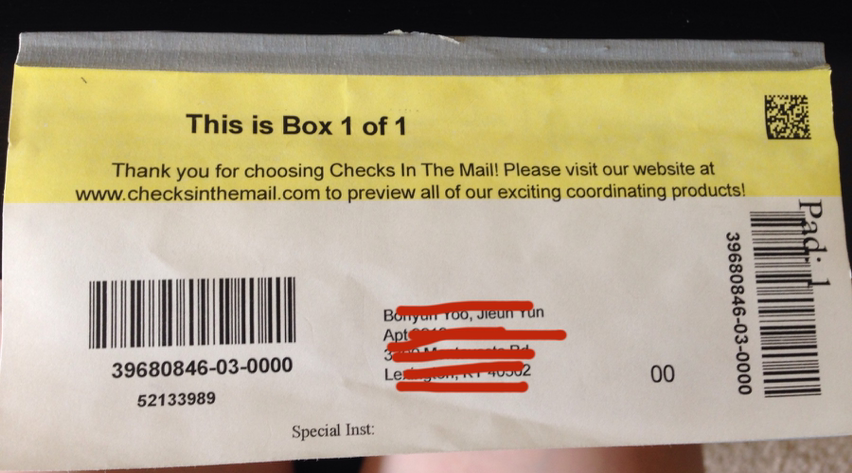 This is Box 1 of 1
Thank you for choosing Checks In The Mail! Please visit our website at
www.checksinthemail.com to preview all of our exciting coordinating products!
Pad: 1
39680846-03-0000
39680846-03-0000
52133989
Apt
00
Special Inst: